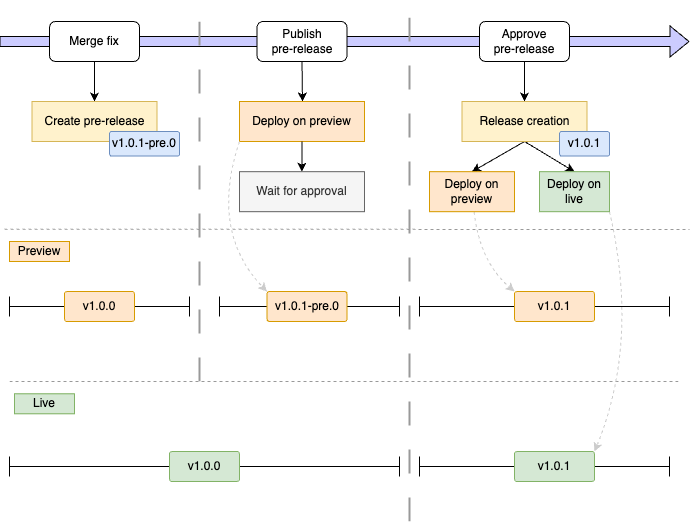 Merge fix
Publish
pre-release
Approve
pre-release
Create pre-release
v1.0.1-pre.0
Deploy on preview
Wait for approval
Release creation
v1.0.1
Deploy on
preview
Deploy on
live
Preview
v1.0.0
v1.0.1-pre.0
v1.0.1
Live
v1.0.0
v1.0.1